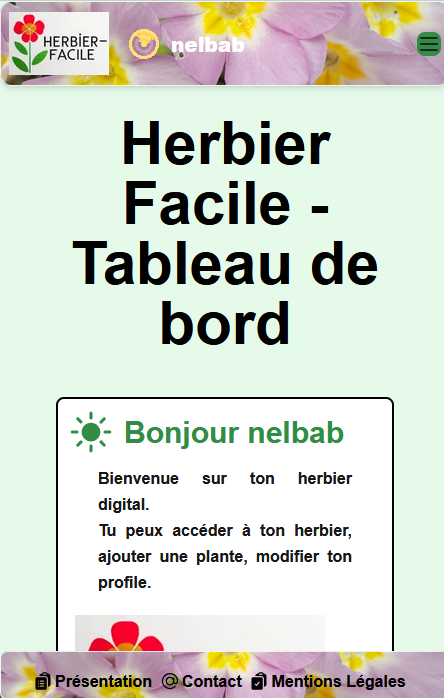 HERBIER-
FACILE
nelbab
Herbier
Facile -
Tableau de
bord
Bonjour nelbab
Bienvenue sur ton herbier
digital.
Tu peux accéder à ton herbier,
ajouter une plante, modifier ton
profile.
Présentation Contact Mentions Légales